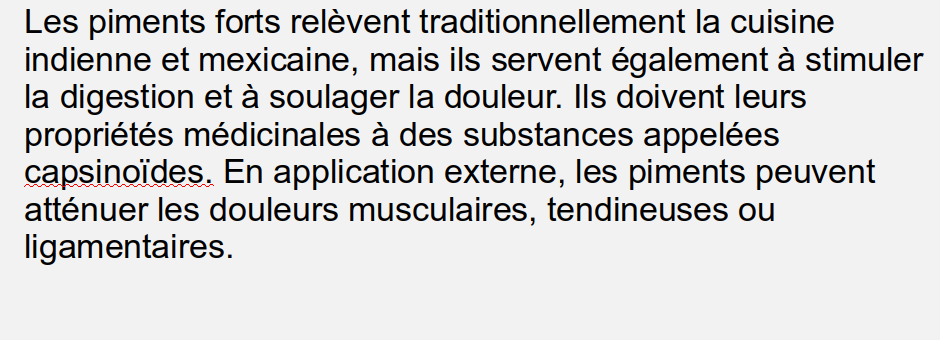 Les piments forts relèvent traditionnellement la cuisine
indienne et mexicaine, mais ils servent également à stimuler
la digestion et à soulager la douleur. Ils doivent leurs
propriétés médicinales à des substances appelées
capsinoïdes. En application externe, les piments peuvent
atténuer les douleurs musculaires, tendineuses ou
ligamentaires.